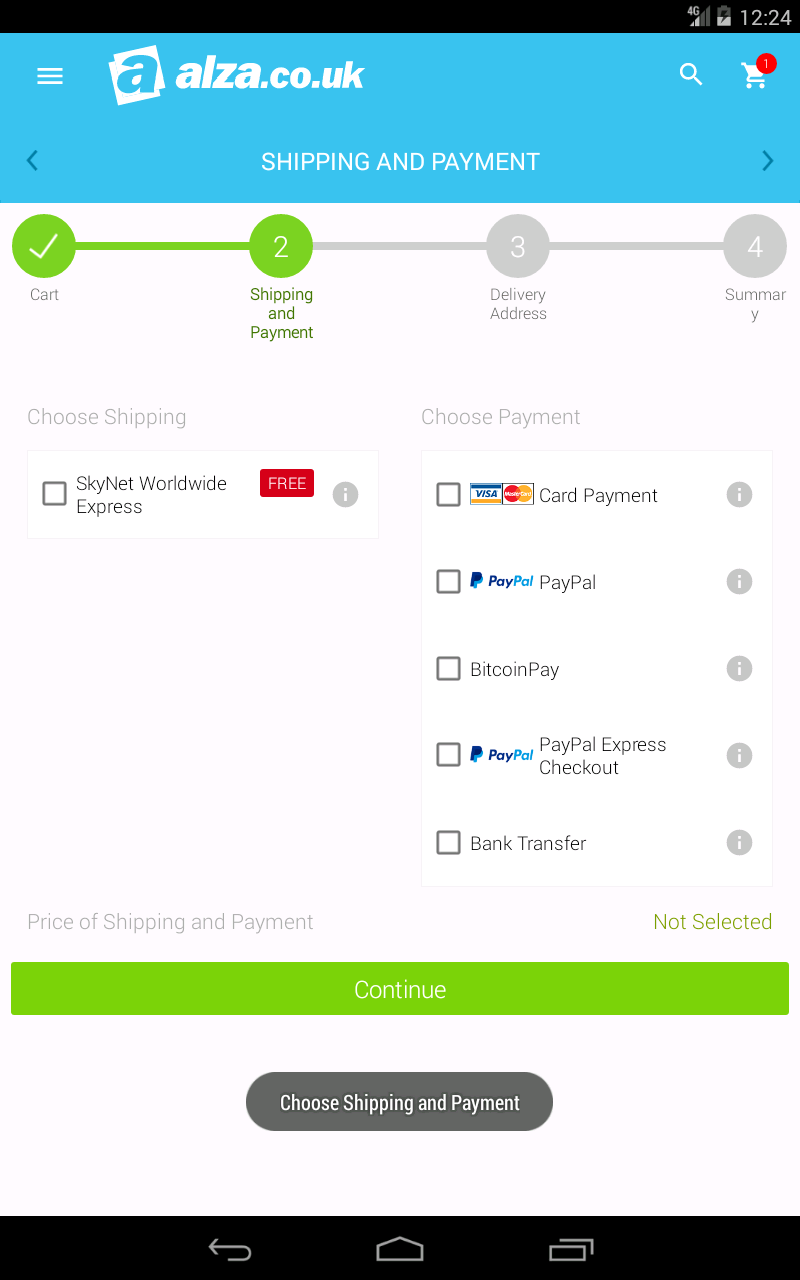 4G 12:24
a alza.co.uk
1
SHIPPING AND PAYMENT
2
3
4
Cart
Shipping
and
Payment
Delivery
Address
Summar
y
Choose Shipping
Choose Payment
SkyNet Worldwide
Express
FREE
VISA MasterCard Card Payment
PayPal PayPal
BitcoinPay
PayPal PayPal Express
Checkout
Bank Transfer
Price of Shipping and Payment
Not Selected
Continue
Choose Shipping and Payment